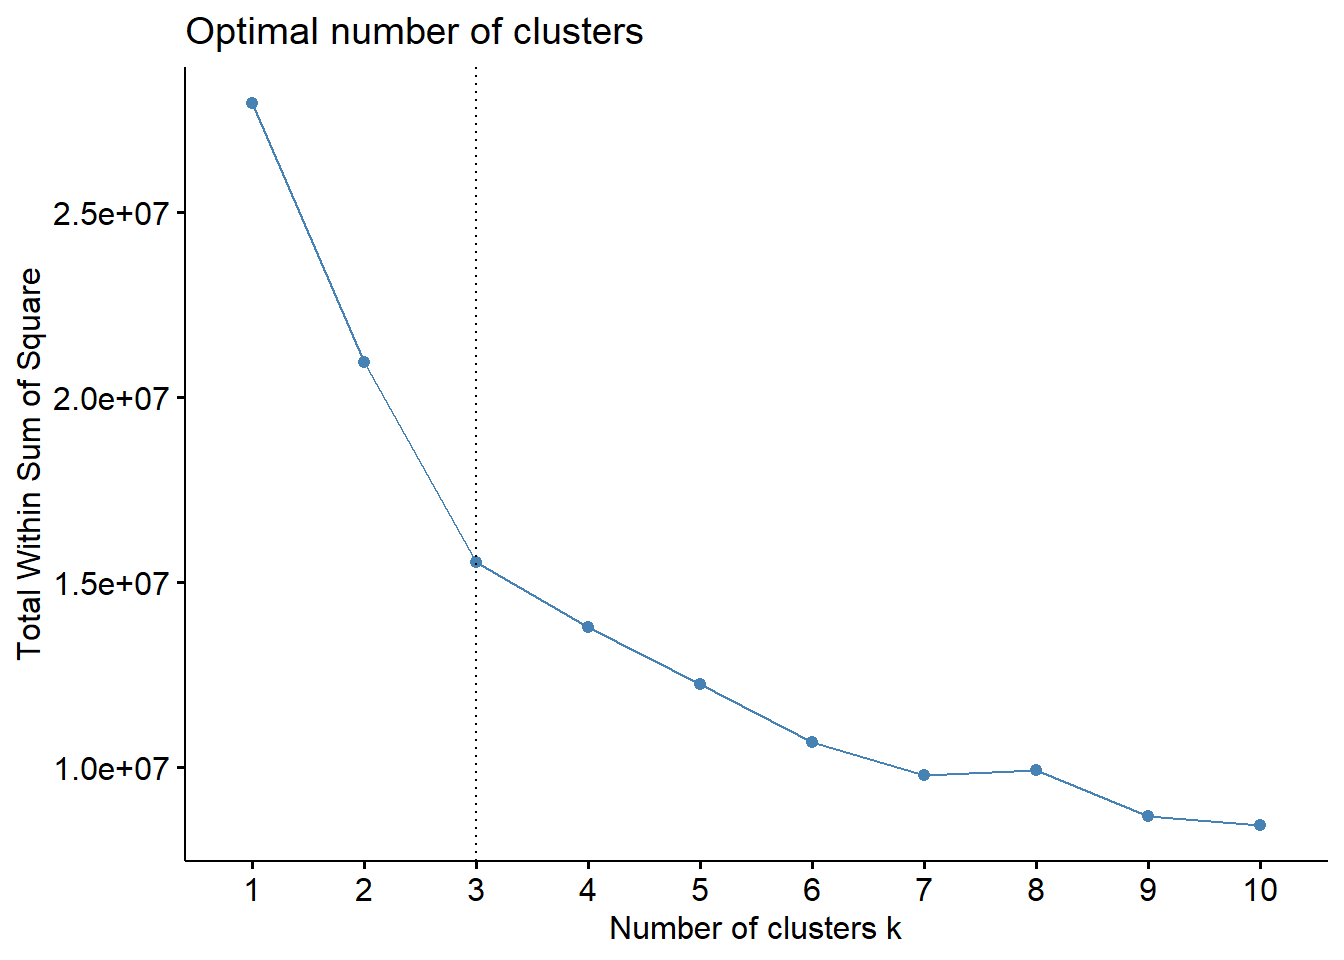 Optimal number of clusters
Total Within Sum of Square
2.5e+07
2.0e+07
1.5e+07
1.0e+07
1 2 3 4 5 6 7 8 9 10
Number of clusters k